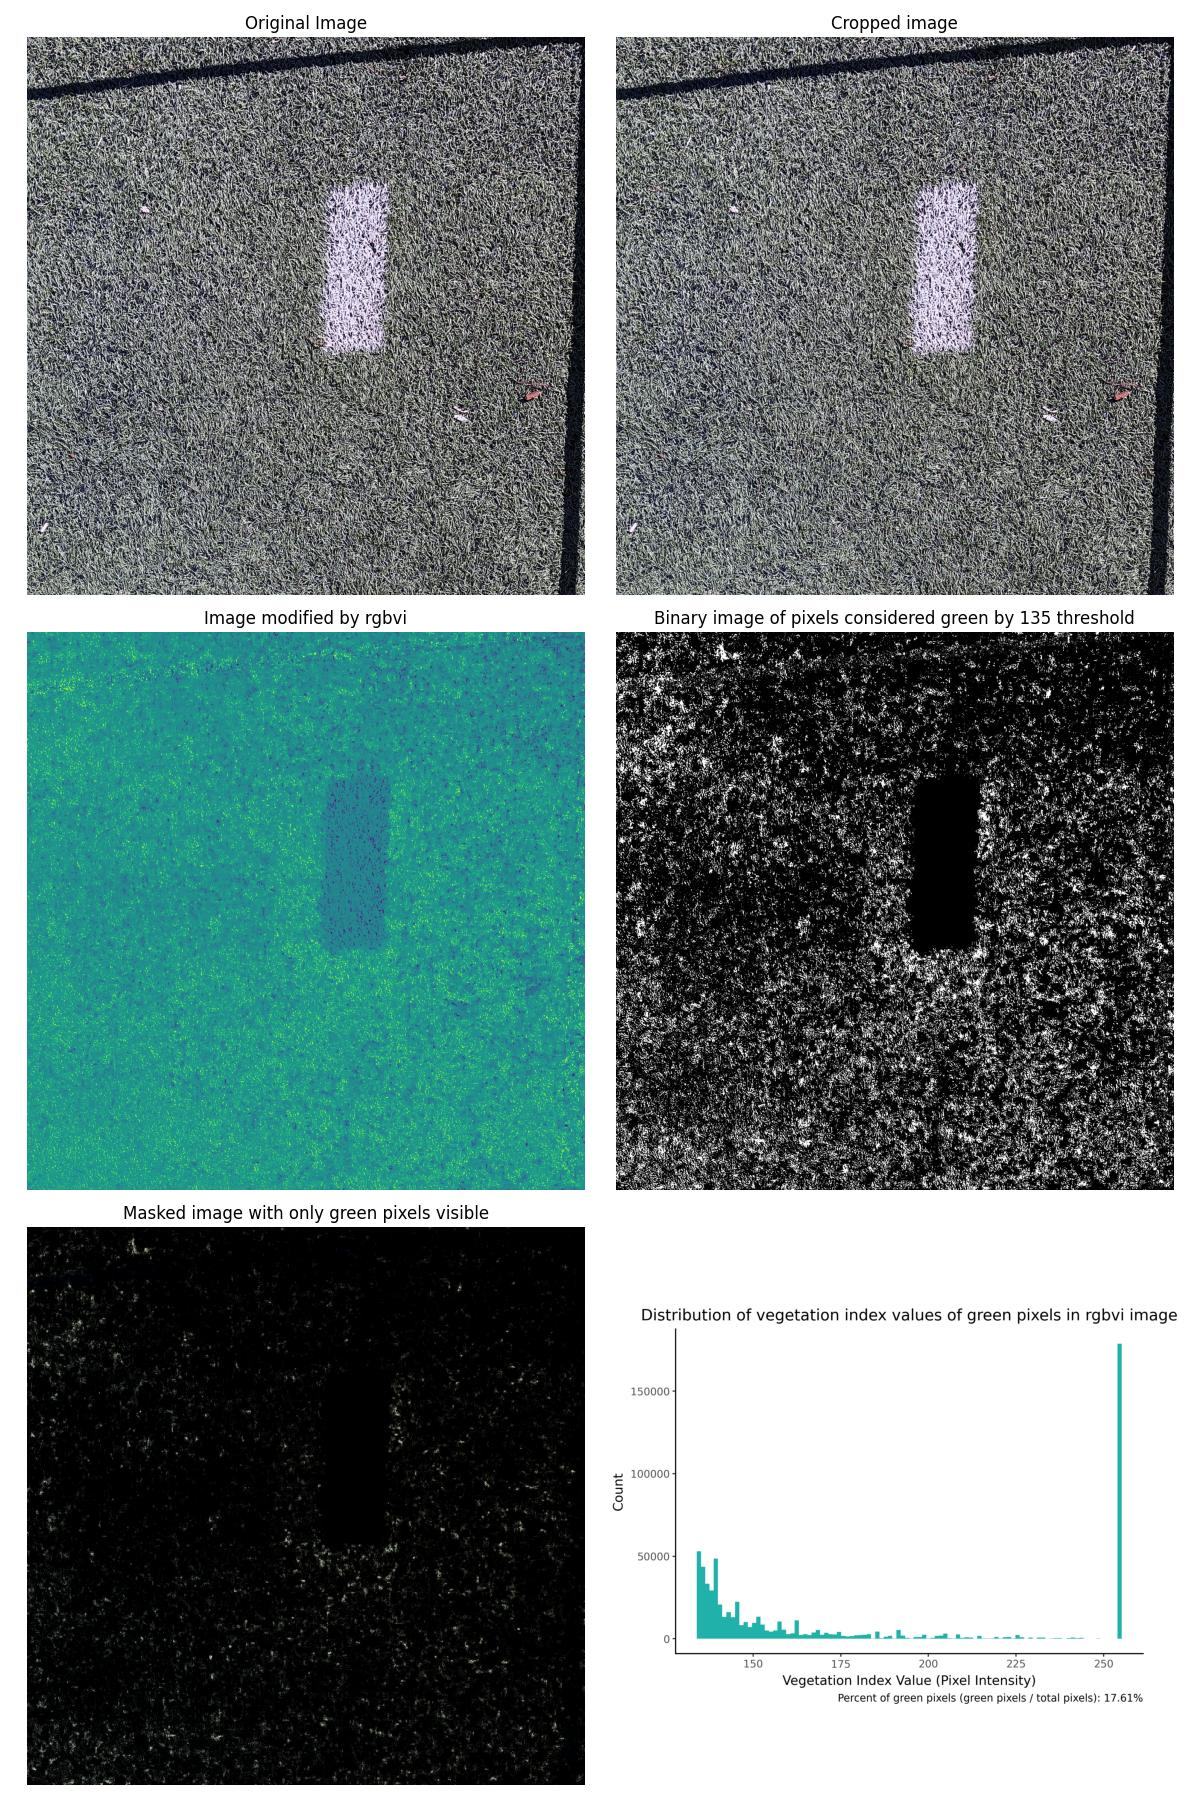 Original Image
Cropped image
Image modified by rgbvi
Binary image of pixels considered green by 135 threshold
Masked image with only green pixels visible
Distribution of vegetation index values of green pixels in rgbvi image
150000
100000
50000
0
Count
150 175 200 225 250
Vegetation Index Value (Pixel Intensity)
Percent of green pixels (green pixels / total pixels): 17.61%